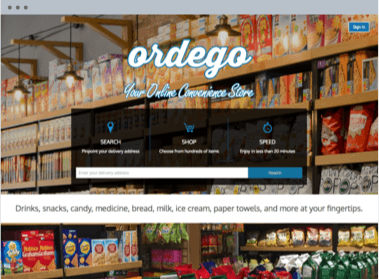 Sign in
ordego
Your Online Convenience Store
SEARCH
Pinpoint your delivery address
SHOP
Choose from hundreds of items
SPEED
Enjoy in less than 20 minutes
Enter your delivery address
Search
Drinks, snacks, candy, medicine, bread, milk, ice cream, paper towels, and more at your fingertips.